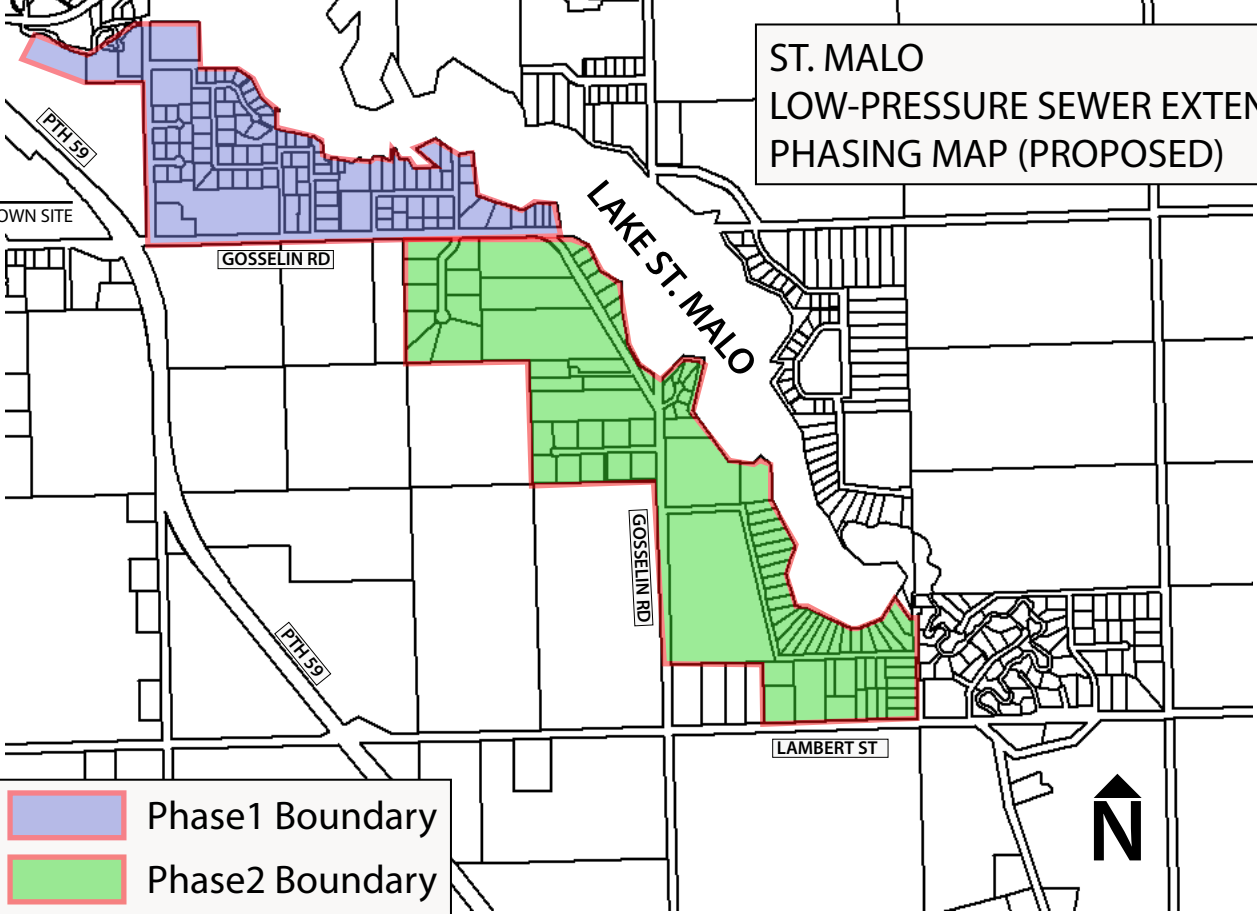 ST. MALO
LOW-PRESSURE SEWER EXTEN
PHASING MAP (PROPOSED)
PTH 59
OWN SITE
GOSSELIN RD
LAKE ST. MALO
GOSSELIN RD
PTH 59
LAMBERT ST
N
Phase1 Boundary
Phase2 Boundary